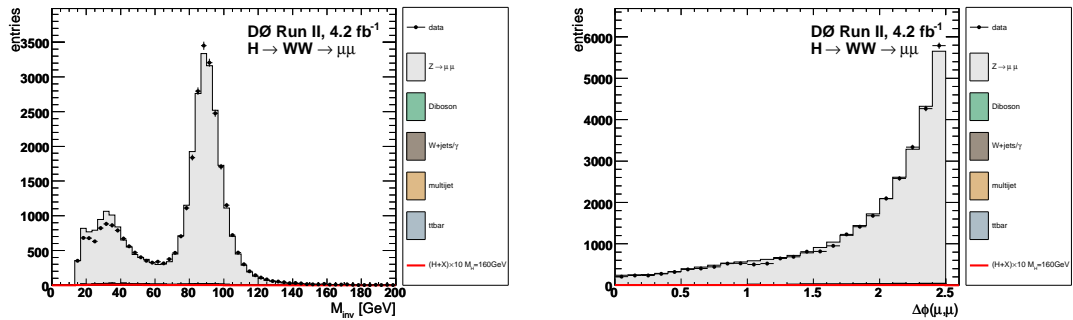 entries
DØ Run II, 4.2 fb⁻¹
H → WW → μμ
3500
3000
2500
2000
1500
1000
500
0
0 20 40 60 80 100 120 140 160 180 200
M_inv [GeV]
data
Z→μ μ
Diboson
W+jets/γ
multijet
ttbar
(H+X)×10 M_H=160GeV
entries
DØ Run II, 4.2 fb⁻¹
H → WW → μμ
6000
5000
4000
3000
2000
1000
0
0 0.5 1 1.5 2 2.5
Δϕ(μ,μ)
data
Z→μ μ
Diboson
W+jets/γ
multijet
ttbar
(H+X)×10 M_H=160GeV